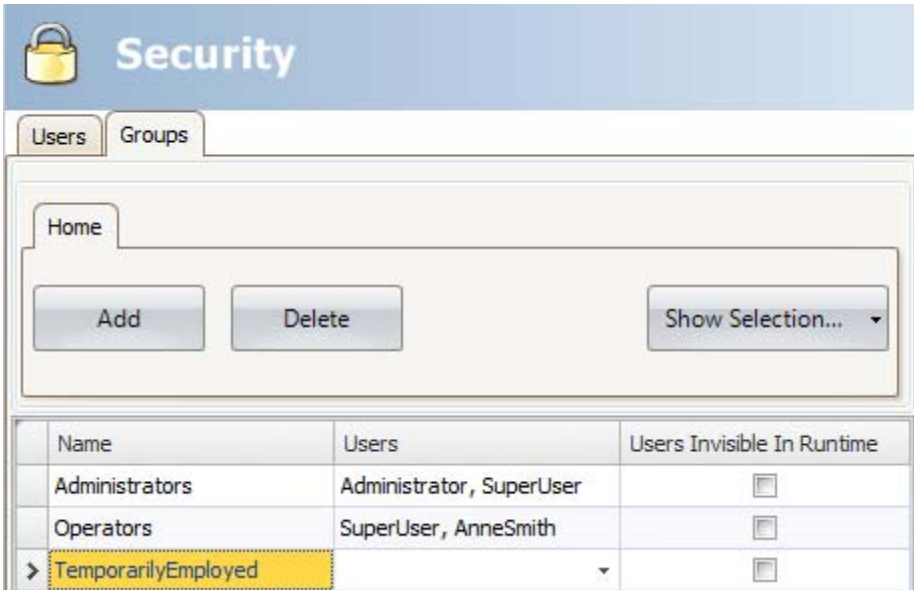 Security
Users Groups
Home
Add Delete Show Selection...
Name Users Users Invisible In Runtime
Administrators Administrator, SuperUser
Operators SuperUser, AnneSmith
TemporarilyEmployed